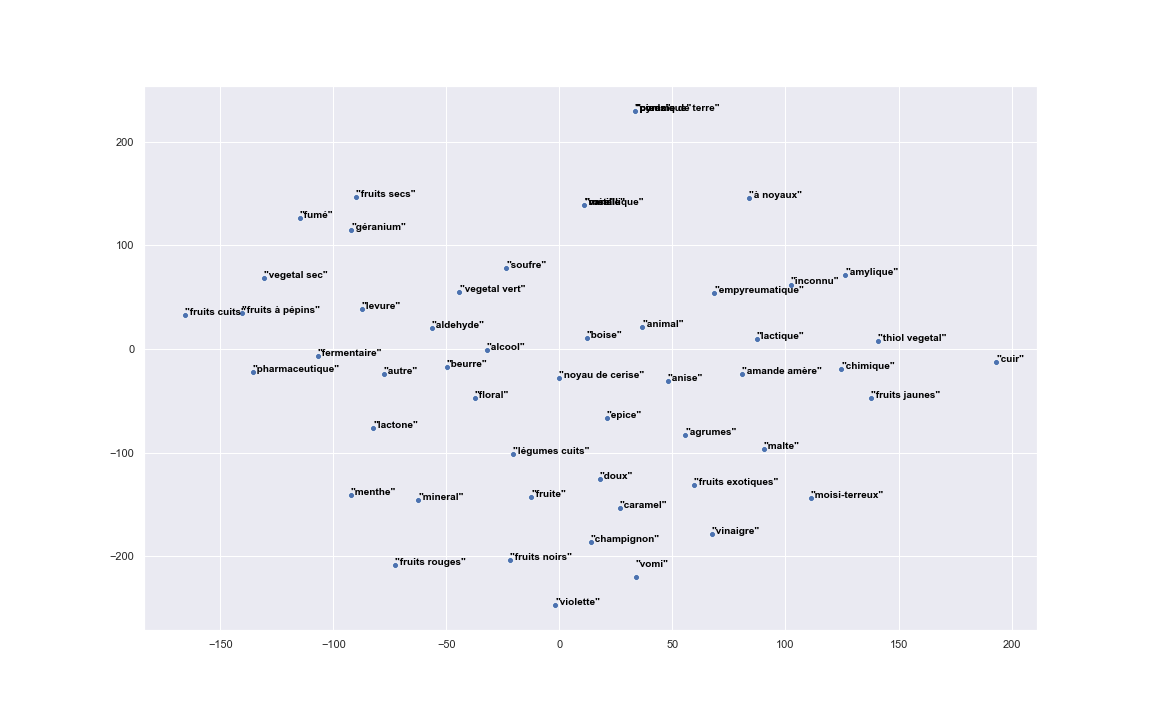 "à noyaux"
"fruits secs"
"fumé"
"géranium"
"soufre"
"vegetal sec"
"amylique"
"inconnu"
"vegetal vert"
"empyreumatique"
"levure"
"fruits cuits"
"fruits à pépins"
"aldehyde"
"animal"
"boise"
"lactique"
"thiol vegetal"
"alcool"
"fermentaire"
"cuir"
"beurre"
"chimique"
"pharmaceutique"
"autre"
"noyau de cerise"
"anise"
"amande amère"
"floral"
"fruits jaunes"
"epice"
"lactone"
"agrumes"
"malte"
"légumes cuits"
"doux"
"fruits exotiques"
"menthe"
"mineral"
"fruite"
"moisi-terreux"
"caramel"
"vinaigre"
"champignon"
"fruits rouges"
"fruits noirs"
"vomi"
"violette"
200
100
0
−100
−200
−150
−100
−50
0
50
100
150
200